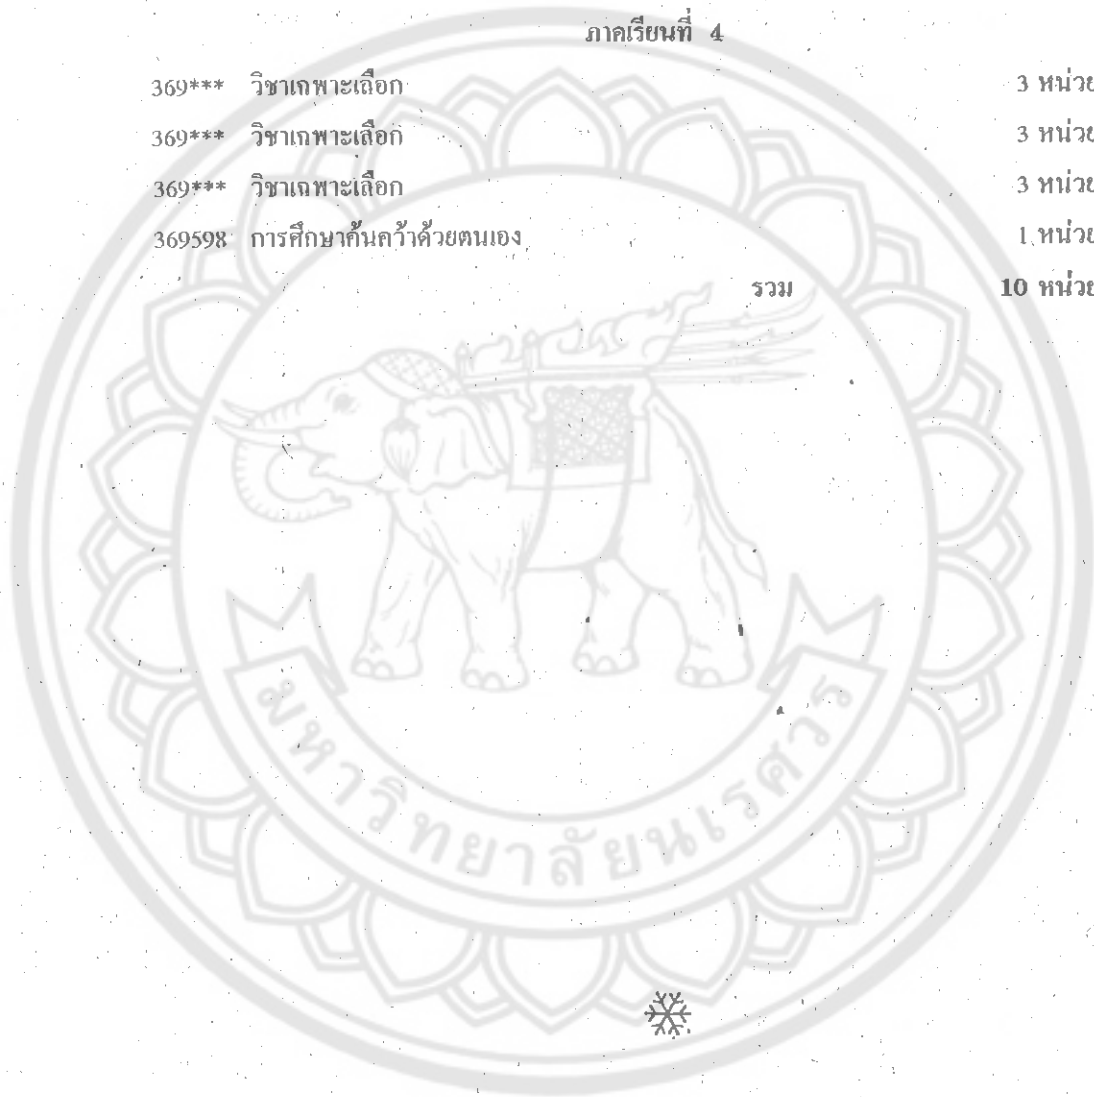 ภาคเรียนที่ 4
369*** วิชาเฉพาะเลือก 3 หน่วย
369*** วิชาเฉพาะเลือก 3 หน่วย
369*** วิชาเฉพาะเลือก 3 หน่วย
369598 การศึกษาค้นคว้าด้วยตนเอง 1 หน่วย
รวม 10 หน่วย
มหาวิทยาลัยนเรศวร